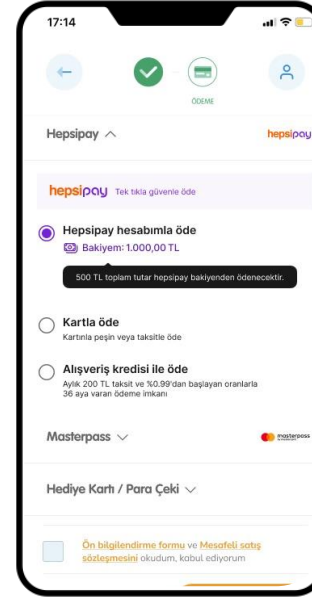 17:14
ÖDEME
Hepsipay
hepsipay
hepsipay Tek tıkla güvenle öde
Hepsipay hesabımla öde
Bakiyem: 1.000,00 TL
500 TL toplam tutar hepsipay bakiyenden ödenecektir.
Kartla öde
Kartınla peşin veya taksitle öde
Alışveriş kredisi ile öde
Aylık 200 TL taksit ve %0.99'dan başlayan oranlarla
36 aya varan ödeme imkanı
Masterpass
masterpass
Hediye Kartı / Para Çeki
Ön bilgilendirme formu ve Mesafeli satış
sözleşmesini okudum, kabul ediyorum